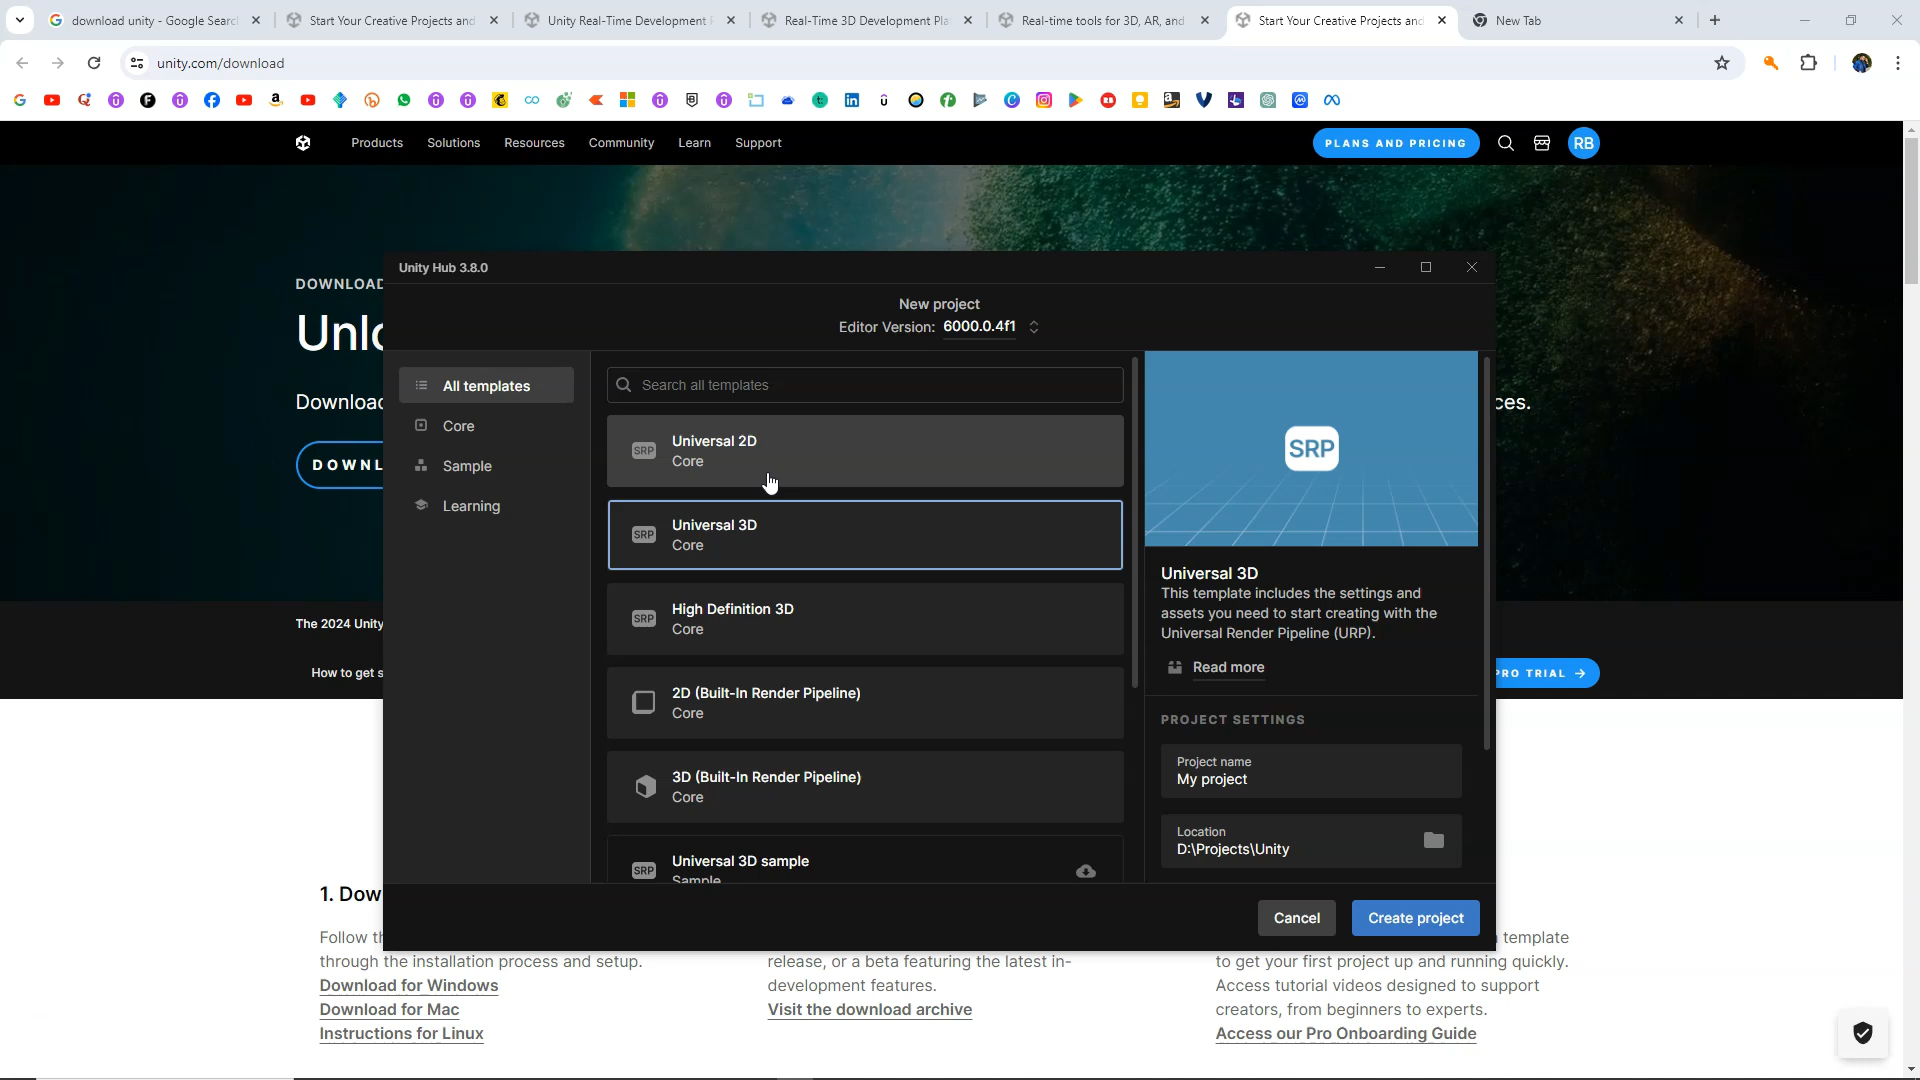 download unity - Google Searc
Start Your Creative Projects and
Unity Real-Time Development
Real-Time 3D Development Pla
Real-time tools for 3D, AR, and
Start Your Creative Projects and
New Tab
unity.com/download
Products
Solutions
Resources
Community
Learn
Support
PLANS AND PRICING
RB
DOWNLOAD
Unlo
Download
ces.
DOWNL
The 2024 Unity
How to get s
PRO TRIAL →
Unity Hub 3.8.0
New project
Editor Version: 6000.0.4f1
All templates
Core
Sample
Learning
Search all templates
SRP
Universal 2D
Core
SRP
Universal 3D
Core
SRP
High Definition 3D
Core
2D (Built-In Render Pipeline)
Core
3D (Built-In Render Pipeline)
Core
SRP
Universal 3D sample
Sample
SRP
Universal 3D
This template includes the settings and
assets you need to start creating with the
Universal Render Pipeline (URP).
Read more
PROJECT SETTINGS
Project name
My project
Location
D:\Projects\Unity
Cancel
Create project
1. Dow
Follow th
through the installation process and setup.
Download for Windows
Download for Mac
Instructions for Linux
release, or a beta featuring the latest in-
development features.
Visit the download archive
template
to get your first project up and running quickly.
Access tutorial videos designed to support
creators, from beginners to experts.
Access our Pro Onboarding Guide